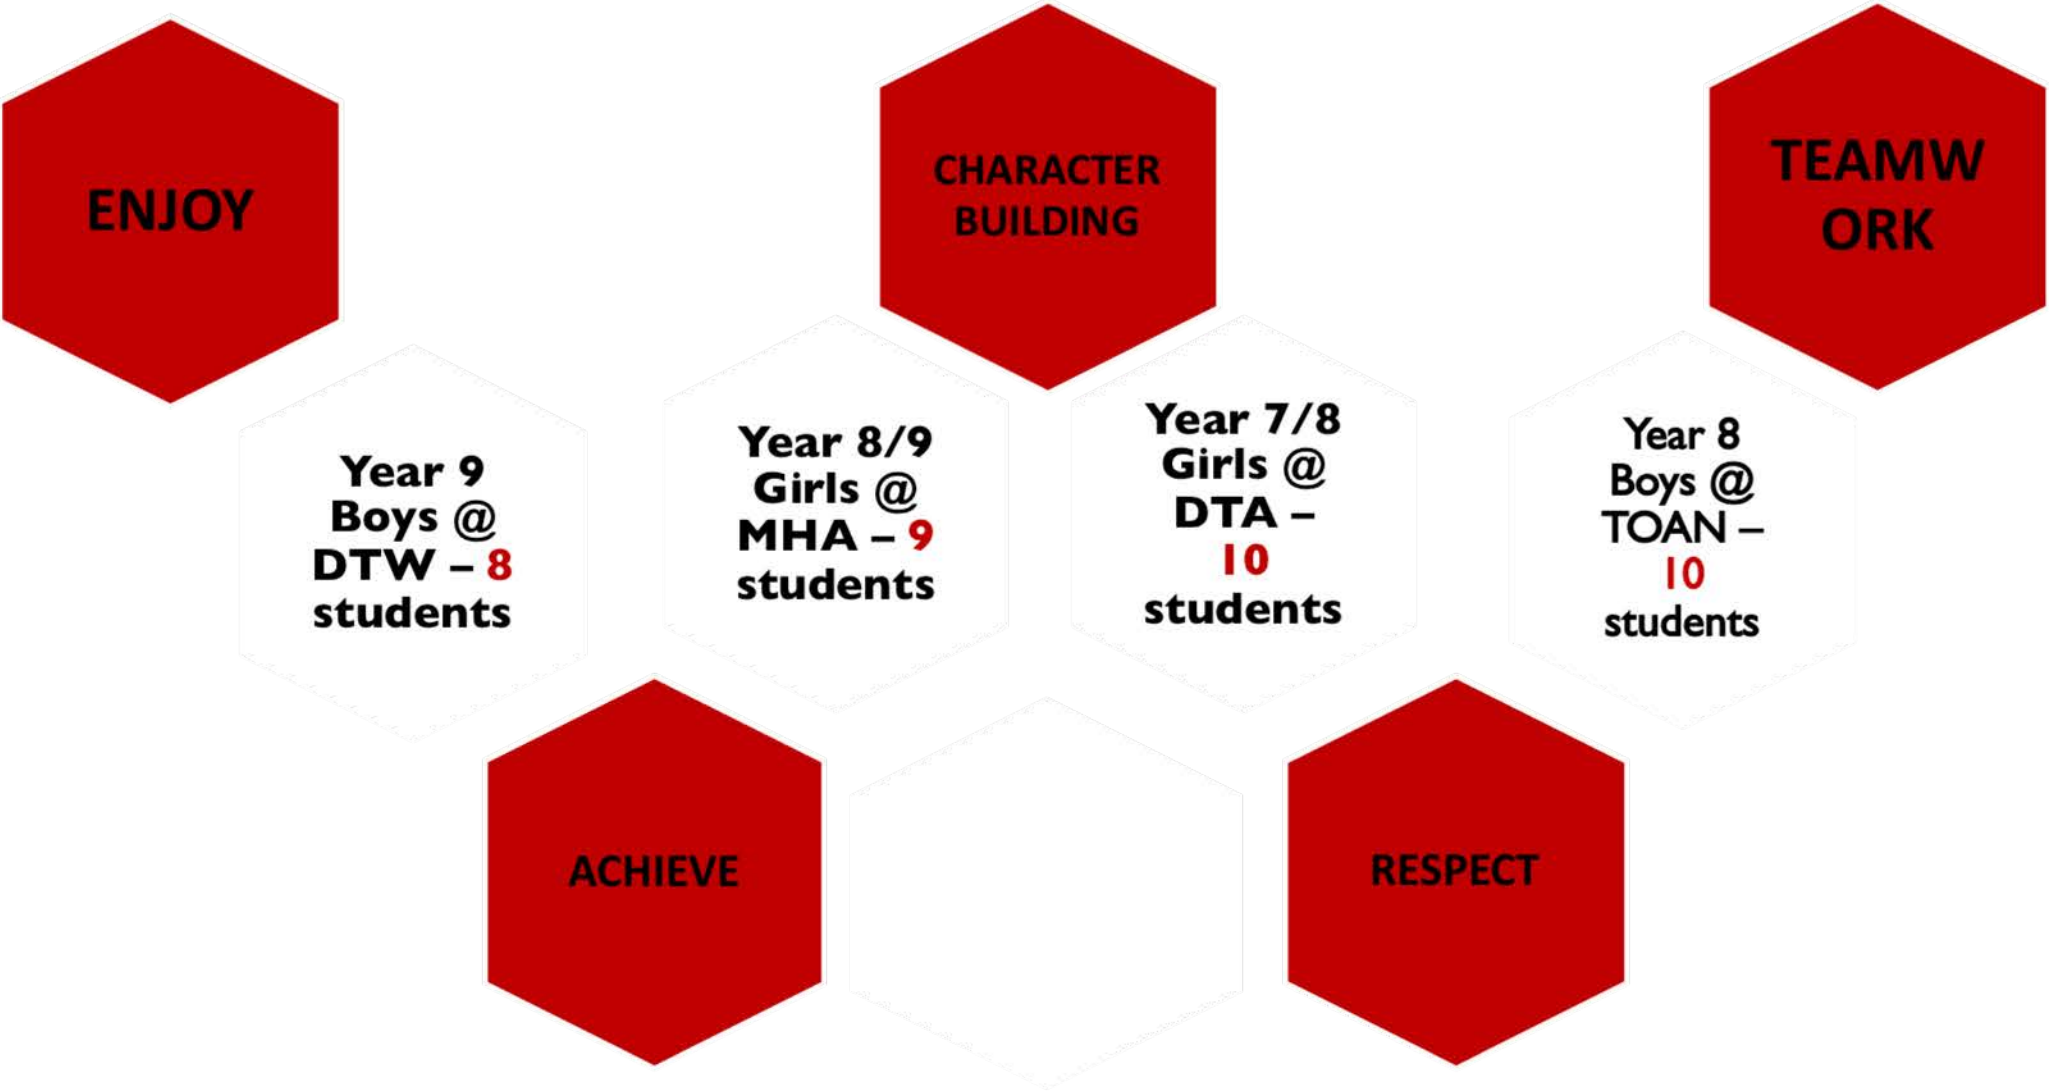 ENJOY
CHARACTER
BUILDING
TEAMW
ORK
Year 9
Boys @
DTW – 8
students
Year 8/9
Girls @
MHA – 9
students
Year 7/8
Girls @
DTA –
10
students
Year 8
Boys @
TOAN –
10
students
ACHIEVE
RESPECT